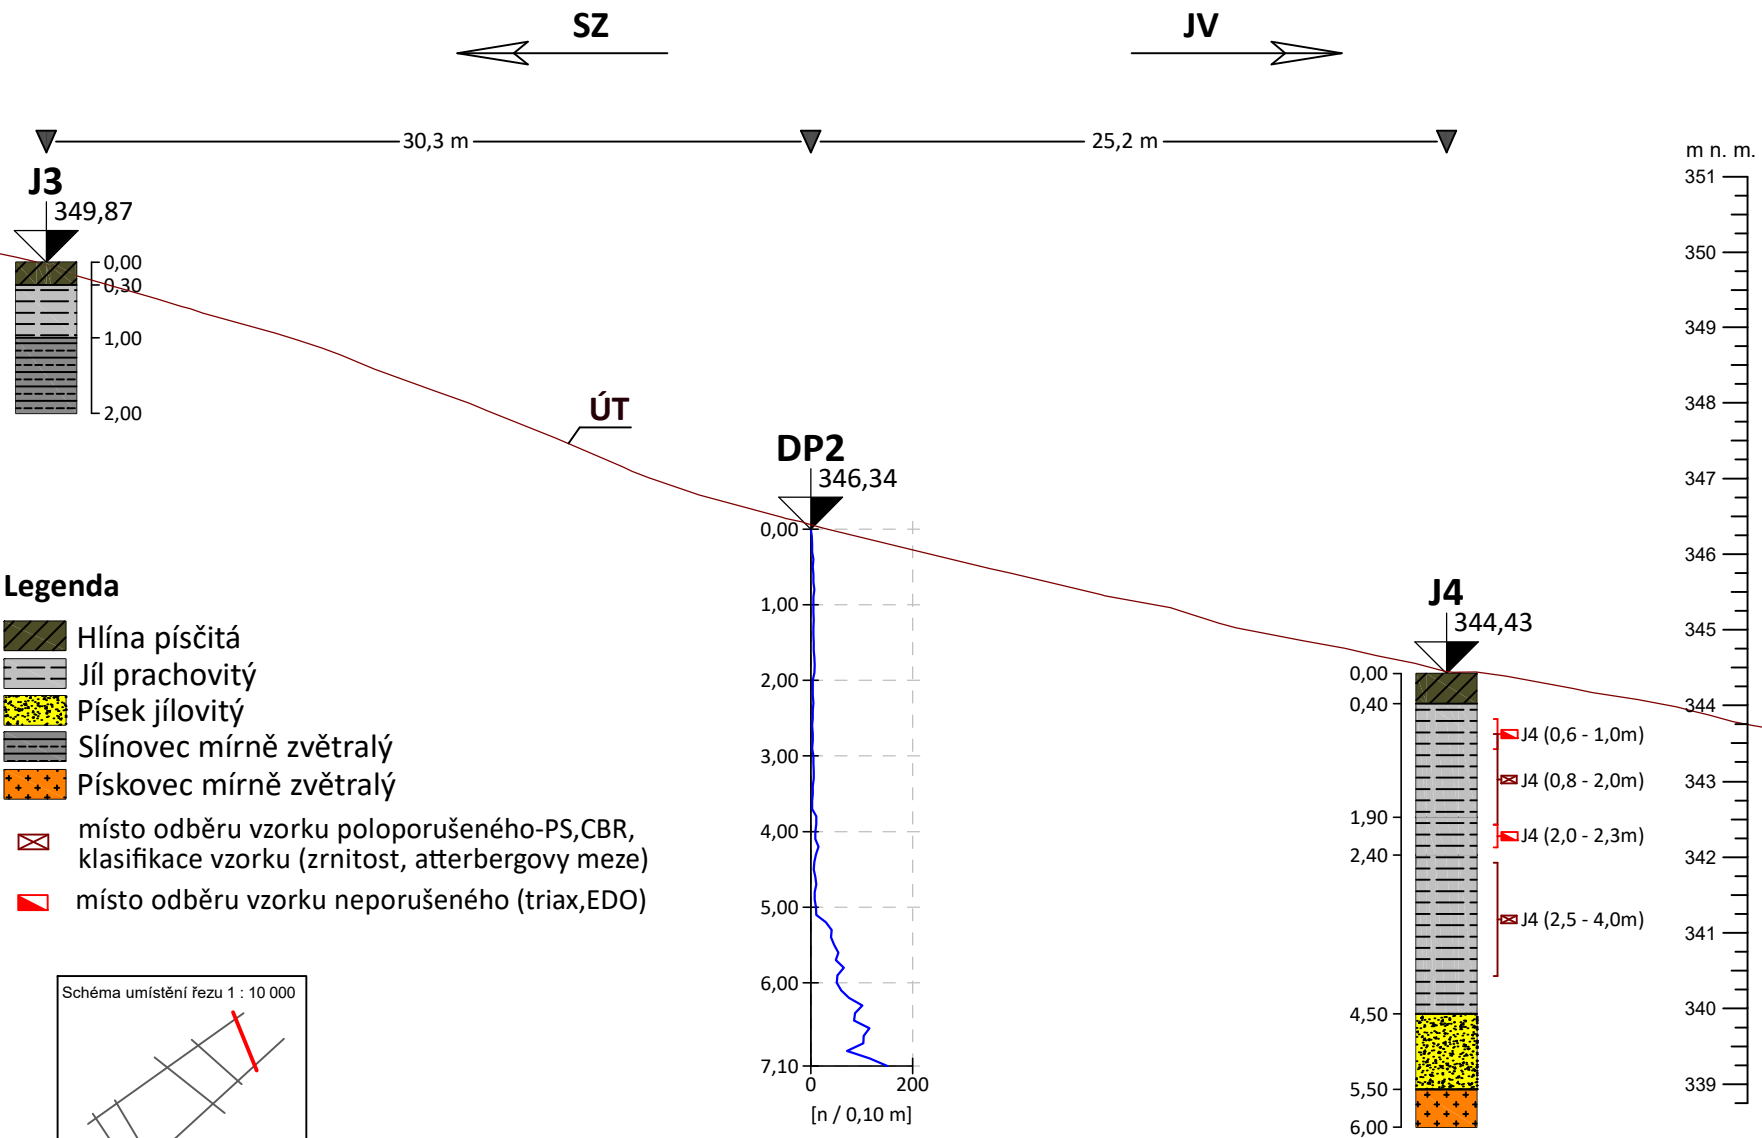 SZ
JV
30,3 m
25,2 m
m n. m.
351
350
349
348
347
346
345
344
343
342
341
340
339
J3
349,87
0,00
0,30
1,00
2,00
ÚT
DP2
346,34
0,00
1,00
2,00
3,00
4,00
5,00
6,00
7,10
0
200
[n / 0,10 m]
J4
344,43
0,00
0,40
1,90
2,40
4,50
5,50
6,00
J4 (0,6 - 1,0m)
J4 (0,8 - 2,0m)
J4 (2,0 - 2,3m)
J4 (2,5 - 4,0m)
Legenda
Hlína písčitá
Jíl prachovitý
Písek jílovitý
Slínovec mírně zvětralý
Pískovec mírně zvětralý
místo odběru vzorku poloporušeného-PS,CBR,
klasifikace vzorku (zrnitost, atterbergovy meze)
místo odběru vzorku neporušeného (triax,EDO)
Schéma umístění řezu 1 : 10 000